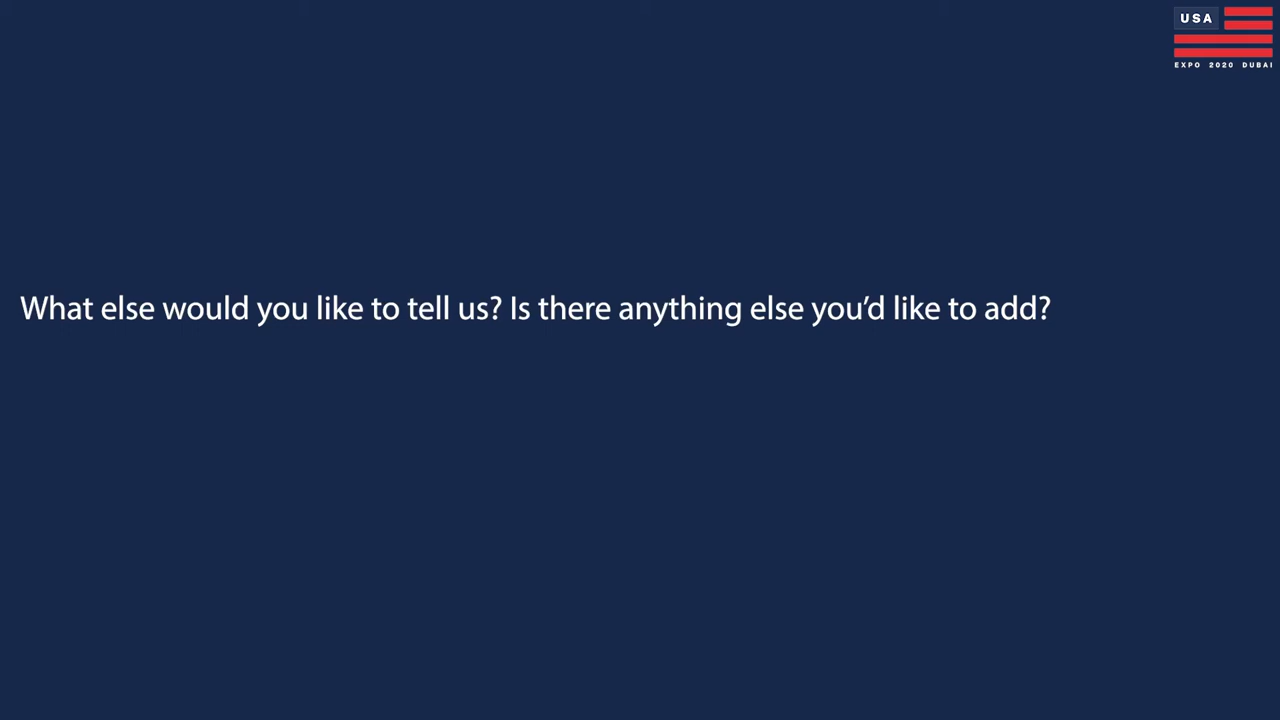 USA
EXPO 2020 DUBAI
What else would you like to tell us? Is there anything else you’d like to add?